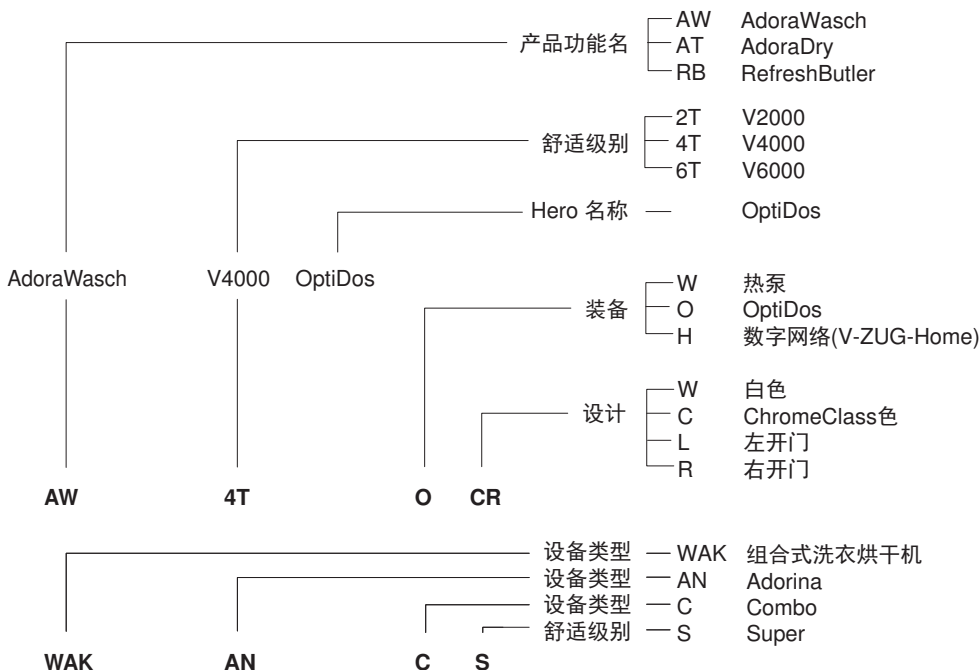 AW AdoraWasch
产品功能名 AT AdoraDry
RB RefreshButler
2T V2000
舒适级别 4T V4000
6T V6000
Hero 名称 OptiDos
AdoraWasch V4000 OptiDos
W 热泵
装备 O OptiDos
H 数字网络(V-ZUG-Home)
W 白色
设计 C ChromeClass色
L 左开门
R 右开门
AW 4T O CR
设备类型 WAK 组合式洗衣烘干机
设备类型 AN Adorina
设备类型 C Combo
舒适级别 S Super
WAK AN C S